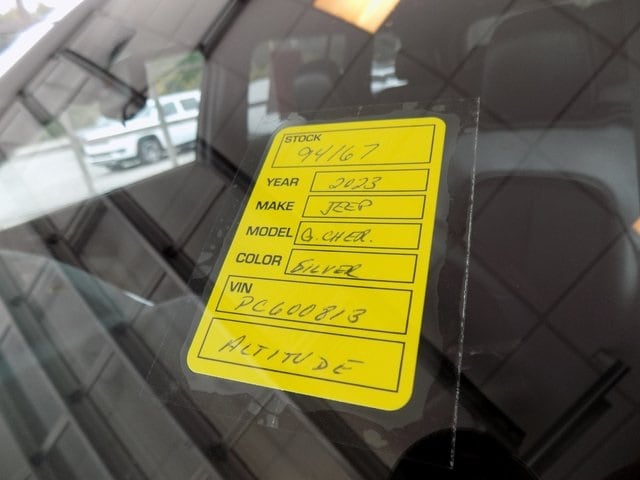 STOCK
94167
YEAR 2023
MAKE JEEP
MODEL G.CHER.
COLOR SILVER
VIN
PC600813
ALTITUDE